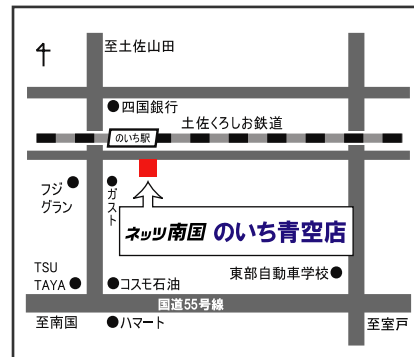 至土佐山田
四国銀行
土佐くろしお鉄道
のいち駅
フジ
グラン
ガスト
ネッツ南国 のいち青空店
TSU
TAYA
コスモ石油
東部自動車学校
国道55号線
至南国
ハマート
至室戸